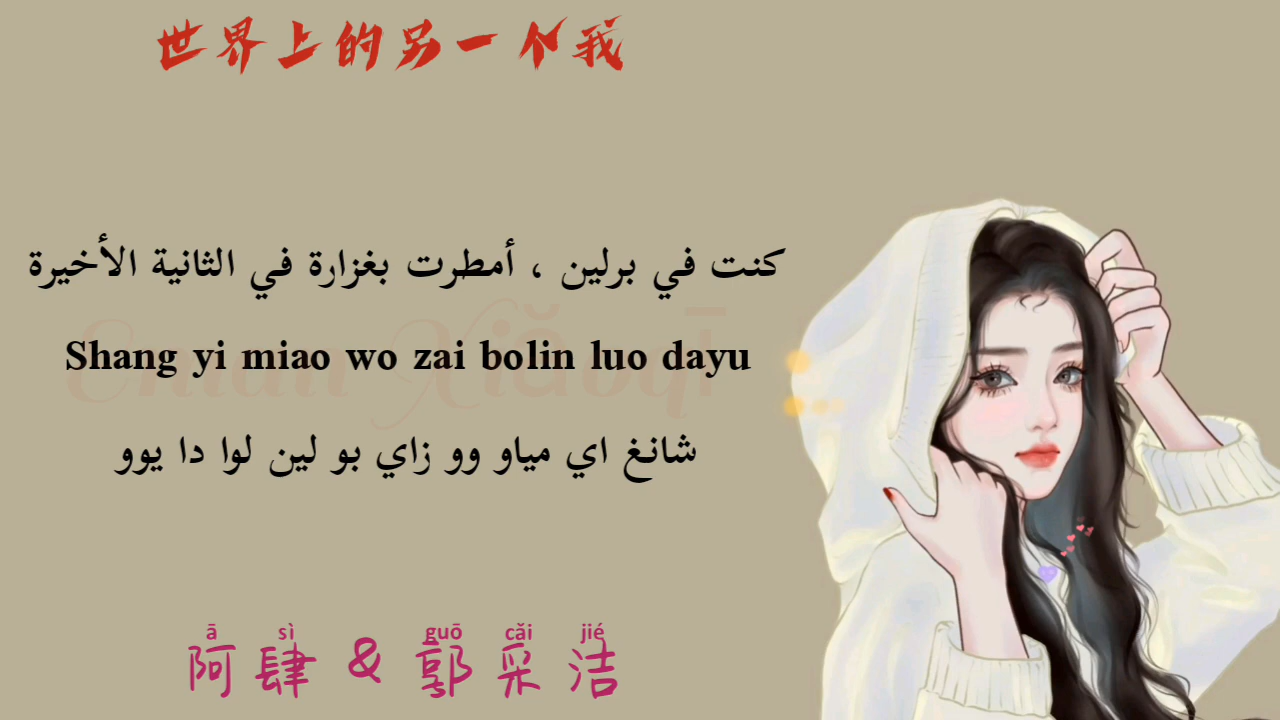 世界上的另一个我
كنت في برلين ، أمطرت بغزارة في الثانية الأخيرة
Shang yi miao wo zai bolin luo dayu
Eman Xiǎoqī
شانغ اي مياو وو زاي بو لين لوا دا يوو
ā sì guō cǎi jié
阿肆 & 郭采洁